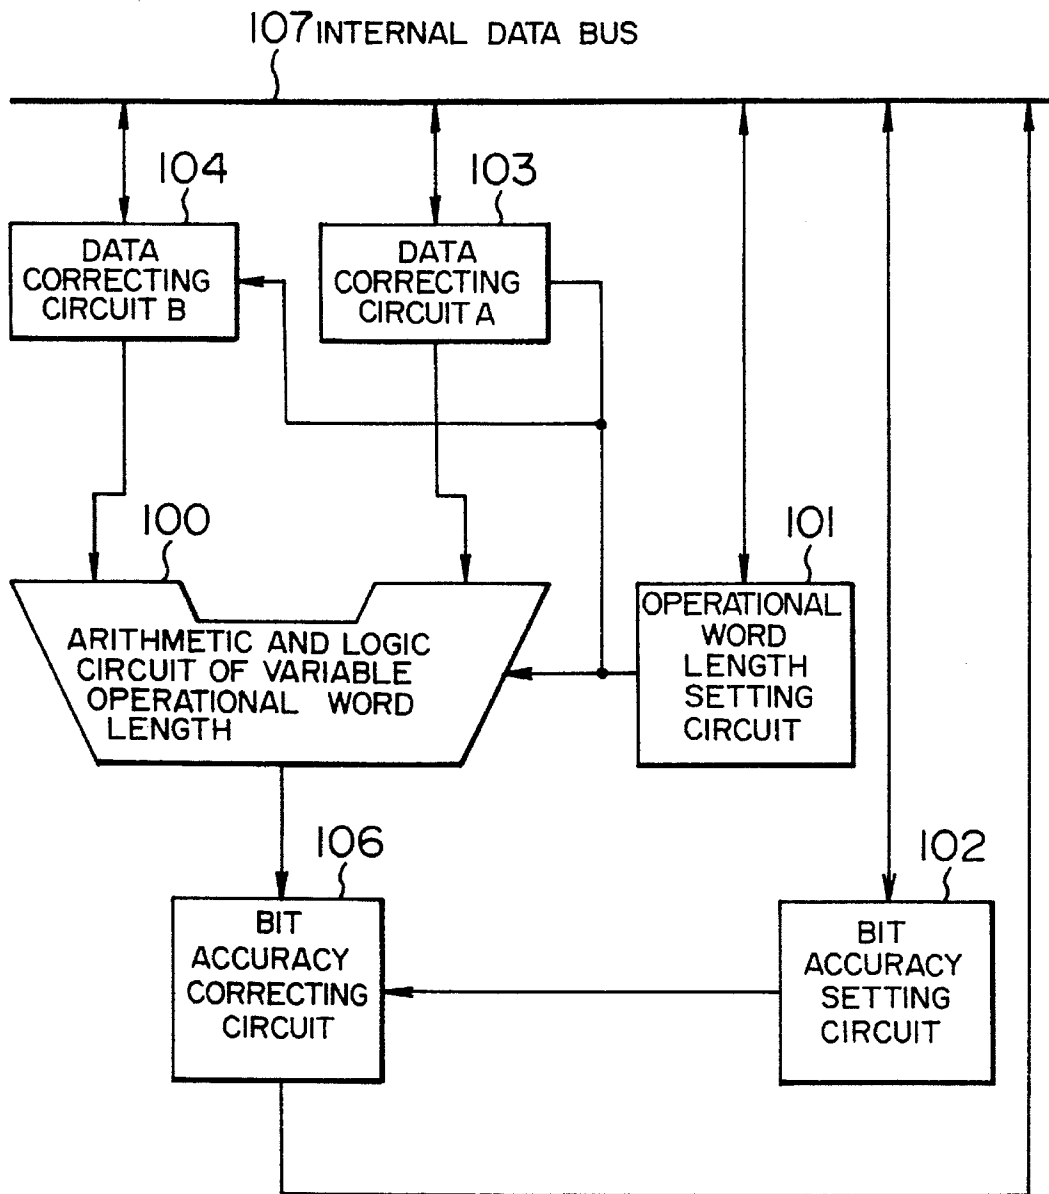 107 INTERNAL DATA BUS
104
103
DATA
CORRECTING
CIRCUIT B
DATA
CORRECTING
CIRCUIT A
100
101
ARITHMETIC AND LOGIC
CIRCUIT OF VARIABLE
OPERATIONAL WORD
LENGTH
OPERATIONAL
WORD
LENGTH
SETTING
CIRCUIT
106
102
BIT
ACCURACY
CORRECTING
CIRCUIT
BIT
ACCURACY
SETTING
CIRCUIT